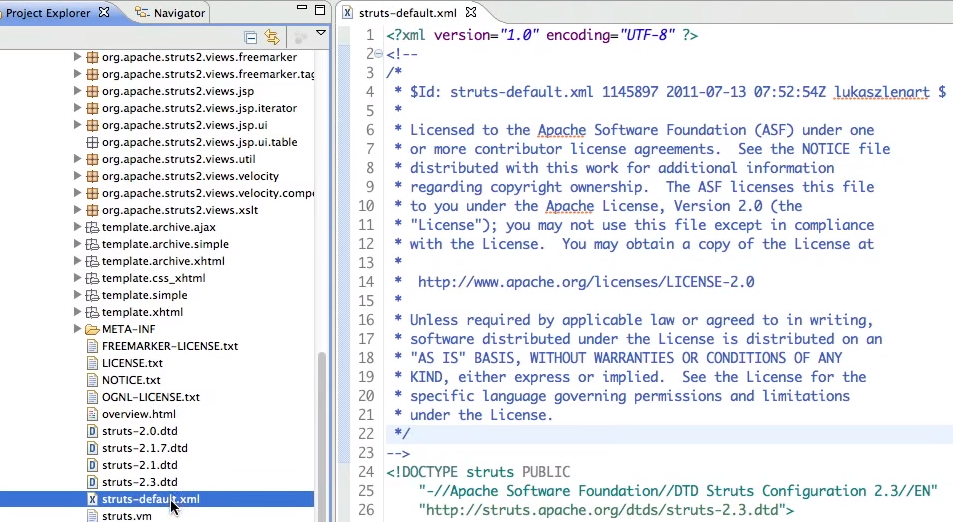 Project Explorer
Navigator
org.apache.struts2.views.freemarker
org.apache.struts2.views.freemarker.tag
org.apache.struts2.views.jsp
org.apache.struts2.views.jsp.iterator
org.apache.struts2.views.jsp.ui
org.apache.struts2.views.jsp.ui.table
org.apache.struts2.views.util
org.apache.struts2.views.velocity
org.apache.struts2.views.velocity.compo
org.apache.struts2.views.xslt
template.archive.ajax
template.archive.simple
template.archive.xhtml
template.css_xhtml
template.simple
template.xhtml
META-INF
FREEMARKER-LICENSE.txt
LICENSE.txt
NOTICE.txt
OGNL-LICENSE.txt
overview.html
struts-2.0.dtd
struts-2.1.7.dtd
struts-2.1.dtd
struts-2.3.dtd
struts-default.xml
struts.vm
struts-default.xml
1 <?xml version="1.0" encoding="UTF-8" ?>
2 <!--
3 /*
4  * $Id: struts-default.xml 1145897 2011-07-13 07:52:54Z lukaszlenart $
5  *
6  * Licensed to the Apache Software Foundation (ASF) under one
7  * or more contributor license agreements.  See the NOTICE file
8  * distributed with this work for additional information
9  * regarding copyright ownership.  The ASF licenses this file
10  * to you under the Apache License, Version 2.0 (the
11  * "License"); you may not use this file except in compliance
12  * with the License.  You may obtain a copy of the License at
13  *
14  *  http://www.apache.org/licenses/LICENSE-2.0
15  *
16  * Unless required by applicable law or agreed to in writing,
17  * software distributed under the License is distributed on an
18  * "AS IS" BASIS, WITHOUT WARRANTIES OR CONDITIONS OF ANY
19  * KIND, either express or implied.  See the License for the
20  * specific language governing permissions and limitations
21  * under the License.
22  */
23 -->
24 <!DOCTYPE struts PUBLIC
25     "-//Apache Software Foundation//DTD Struts Configuration 2.3//EN"
26     "http://struts.apache.org/dtds/struts-2.3.dtd">